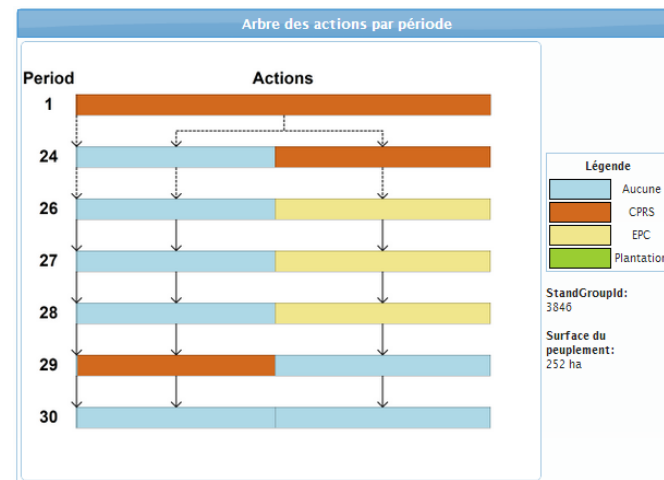 Arbre des actions par période
Period
Actions
1
24
26
27
28
29
30
Légende
Aucune
CPRS
EPC
Plantation
StandGroupId:
3846
Surface du
peuplement:
252 ha